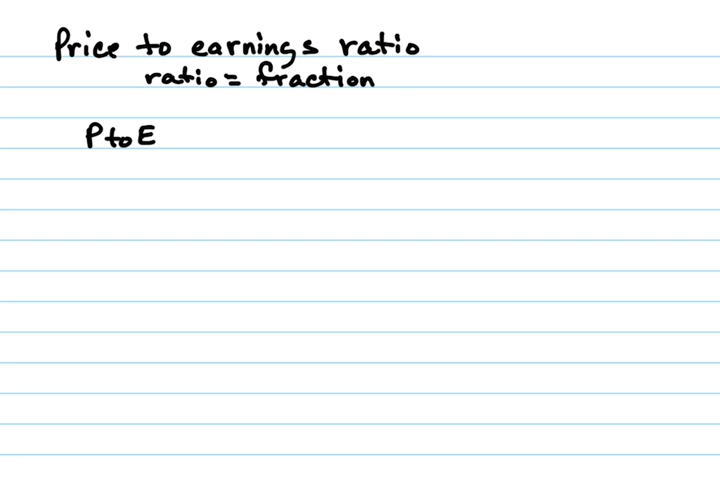 Price to earnings ratio
ratio = fraction
P to E